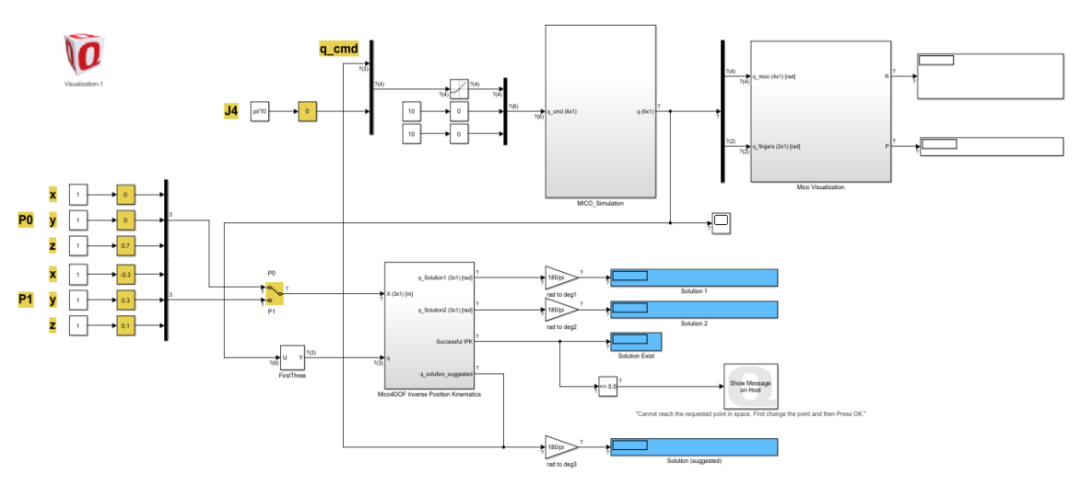 Visualization-1
q_cmd
?(3)
?(4)
?(4)
?(4)
?(4)
J4
pi/10
0
10
0
10
0
?(6)
?(6)
q_cmd (6x1)
q (6x1)
?
MICO_Simulation
?
?(4)
?(4)
q_mico (4x1) [rad]
?(2)
?(2)
q_fingers (2x1) [rad]
R
?
?
P
?
?
Mico Visualization
?
P0
x
1
0
y
1
0
z
1
0.7
3
P1
x
1
-0.3
y
1
0.3
z
1
0.1
3
P0
?
?
?
P1
?
X (3x1) [m]
q_Solution1 (3x1) [rad]
?
q_Solution2 (3x1) [rad]
?
Successful IPK
?
q_solution_suggested
?
?(3)
q
Mico4DOF Inverse Position Kinematics
?(6)
U Y
?(3)
FirstThree
?
180/pi
?
?
rad to deg1
Solution 1
?
180/pi
?
?
rad to deg2
Solution 2
?
Solution Exist
?
<= 0.5
?
?
Show Message
on Host
"Cannot reach the requested point in space. First change the point and then Press OK."
?
180/pi
?
?
rad to deg3
Solution (suggested)